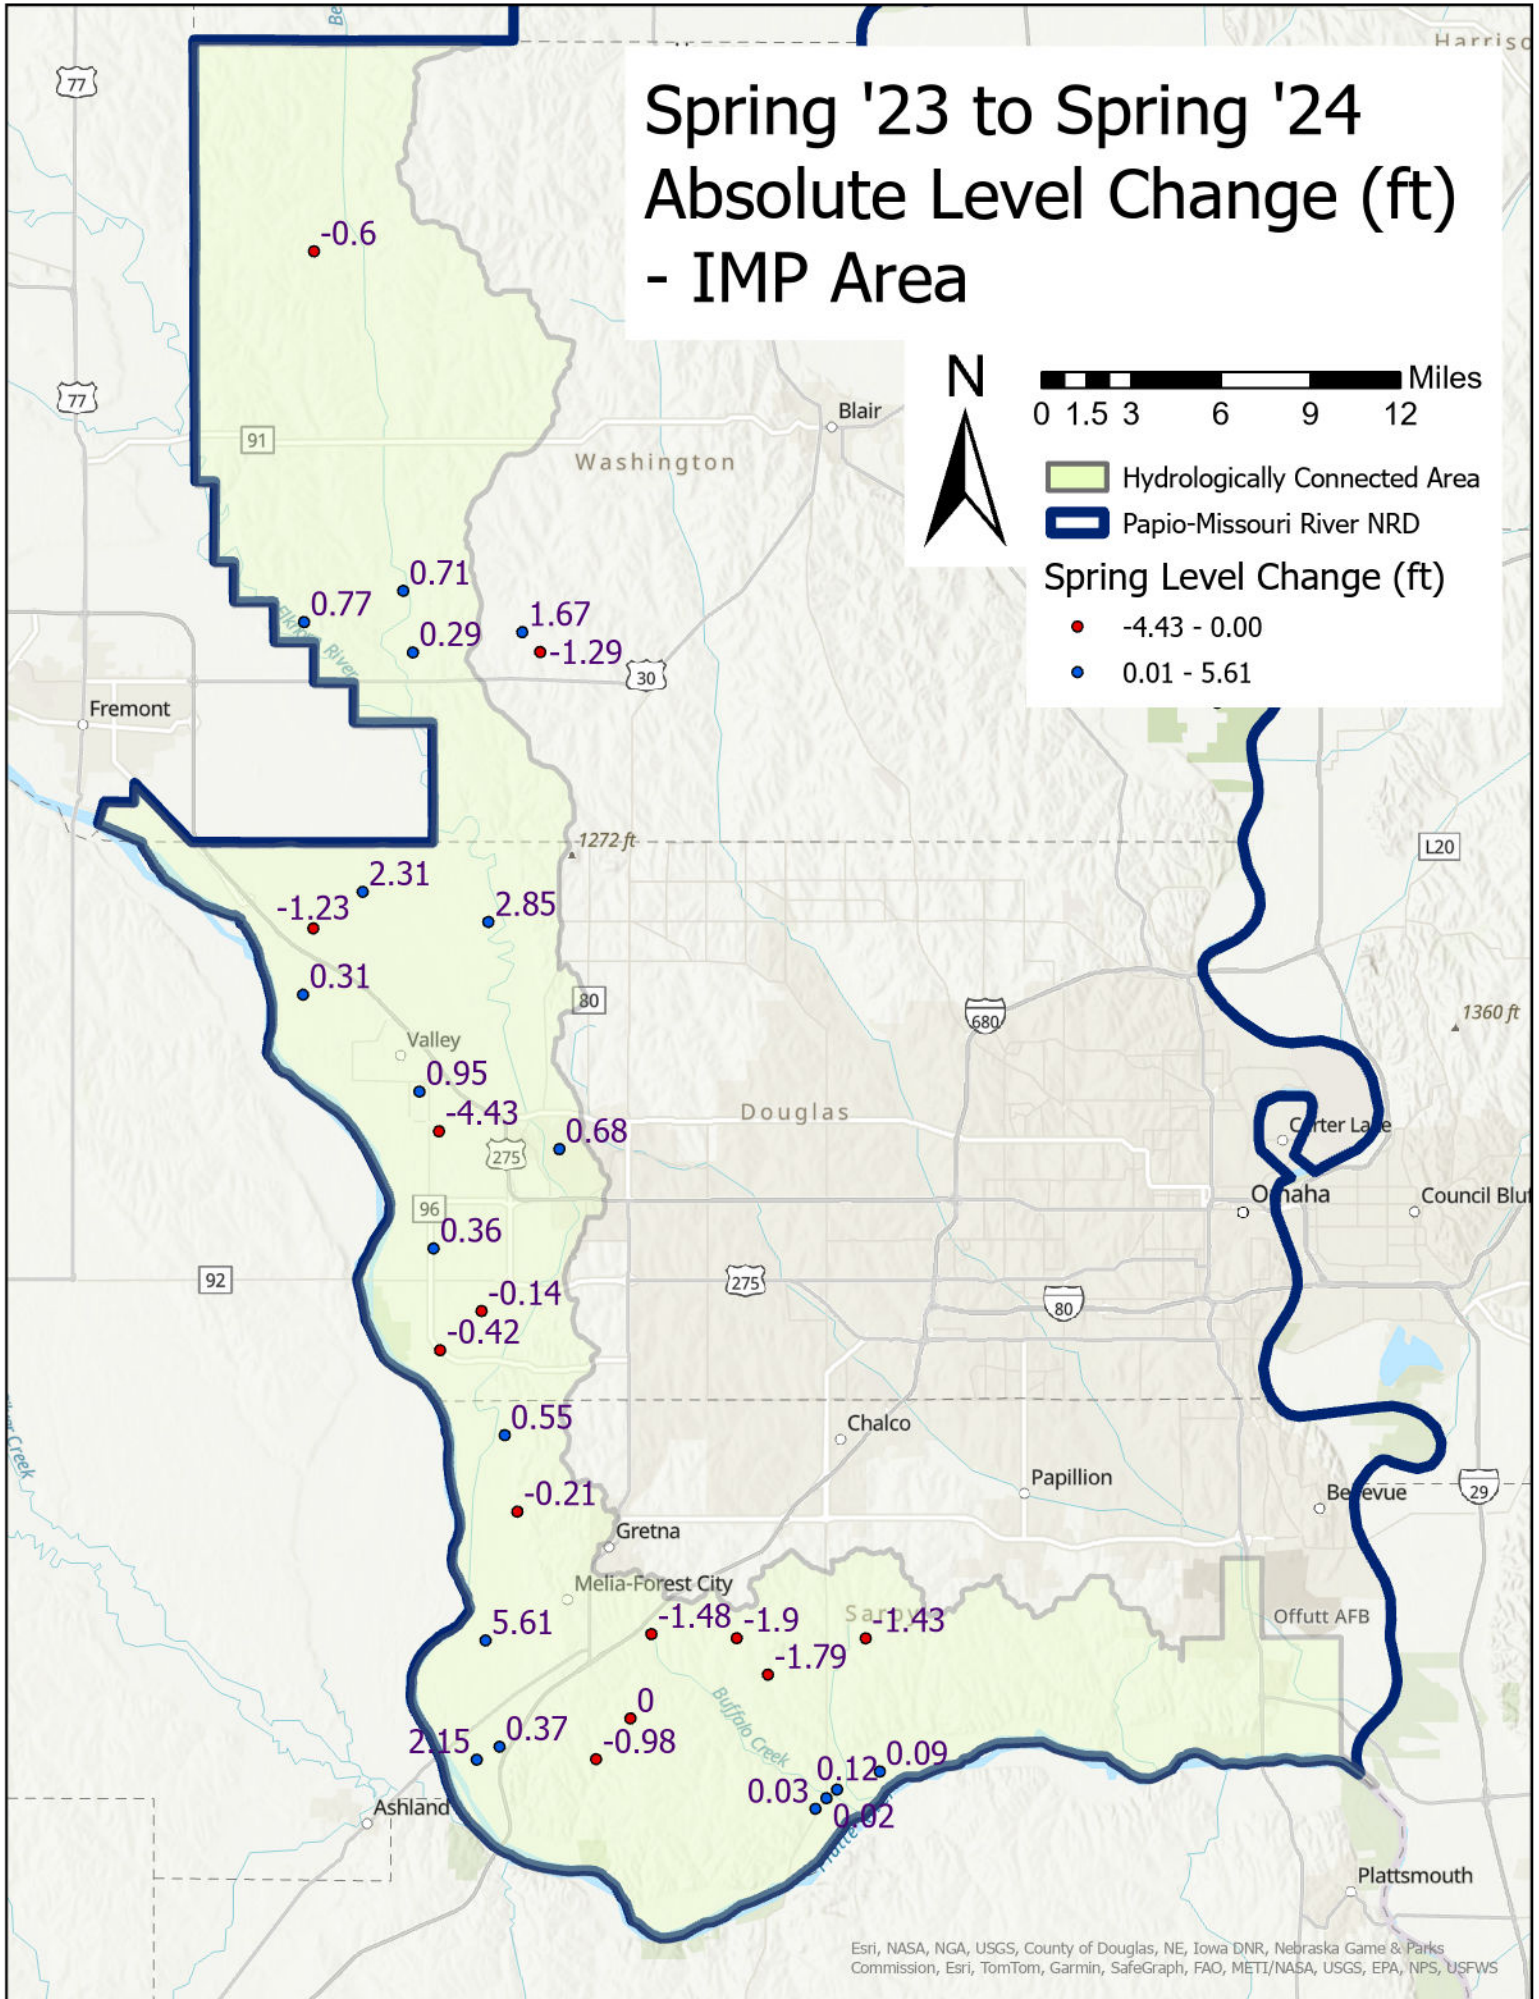 Be
77
Harriso
Spring '23 to Spring '24
Absolute Level Change (ft)
- IMP Area
-0.6
N
Miles
0 1.5 3 6 9 12
77
Blair
91
Washington
Hydrologically Connected Area
Papio-Missouri River NRD
Spring Level Change (ft)
-4.43 - 0.00
0.01 - 5.61
0.71
0.77
1.67
0.29
-1.29
Elkhorn River
30
Fremont
1272 ft
L20
2.31
-1.23
2.85
0.31
80
680
1360 ft
Valley
0.95
-4.43
Douglas
0.68
275
Carter Lake
96
Omaha
Council Bluf
0.36
92
275
-0.14
80
-0.42
0.55
Chalco
Creek
-0.21
Papillion
Bellevue
29
Gretna
Melia-Forest City
5.61
-1.48
-1.9
Sarpy
-1.43
Offutt AFB
-1.79
0
Buffalo Creek
2.15
0.37
-0.98
0.09
0.12
0.03
0.02
Ashland
Platte
Plattsmouth
Esri, NASA, NGA, USGS, County of Douglas, NE, Iowa DNR, Nebraska Game & Parks
Commission, Esri, TomTom, Garmin, SafeGraph, FAO, METI/NASA, USGS, EPA, NPS, USFWS